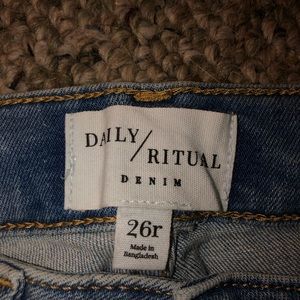 DAILY/RITUAL
DENIM
26r
Made in
Bangladesh